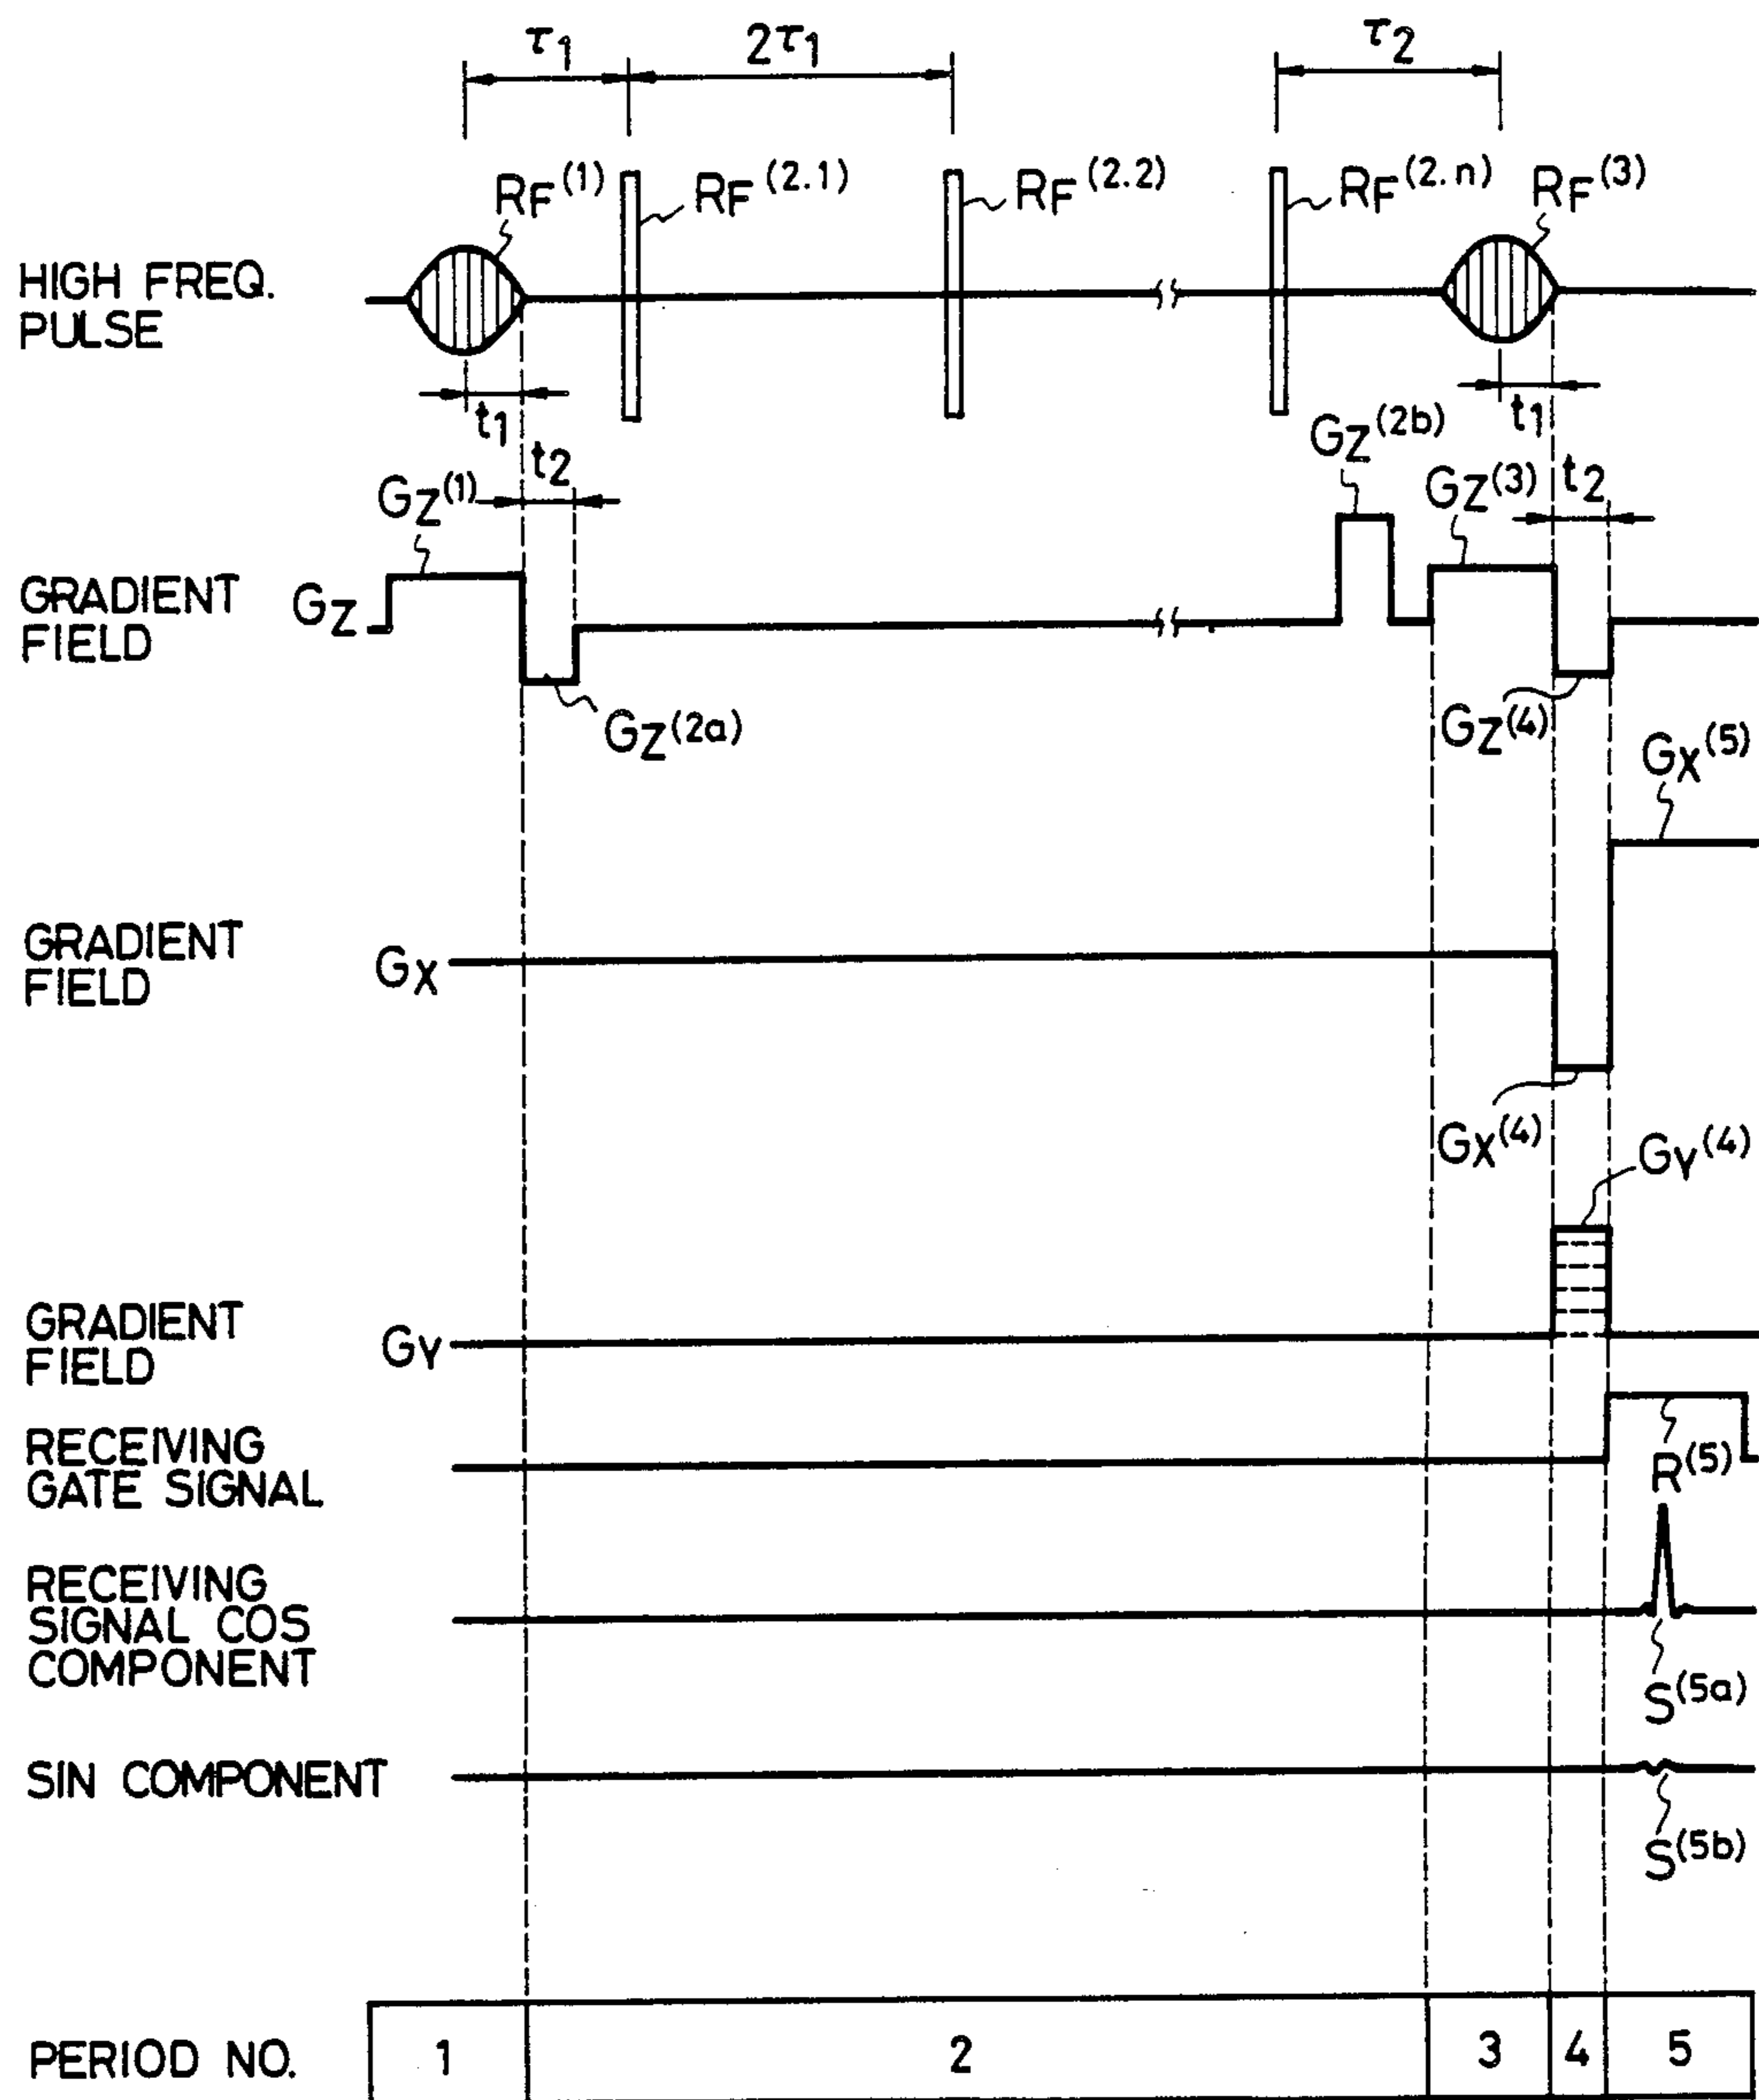 τ1 2τ1 τ2
RF(1) RF(2.1) RF(2.2) RF(2.n) RF(3)
HIGH FREQ.
PULSE
t1 t1
t2 GZ(2b) t2
GZ(1) GZ(3)
GRADIENT
FIELD
GZ
GZ(2a) GZ(4)
GX(5)
GRADIENT
FIELD
GX
GX(4)
GY(4)
GRADIENT
FIELD
GY
RECEIVING
GATE SIGNAL
R(5)
RECEIVING
SIGNAL COS
COMPONENT
S(5a)
SIN COMPONENT
S(5b)
PERIOD NO. 1 2 3 4 5